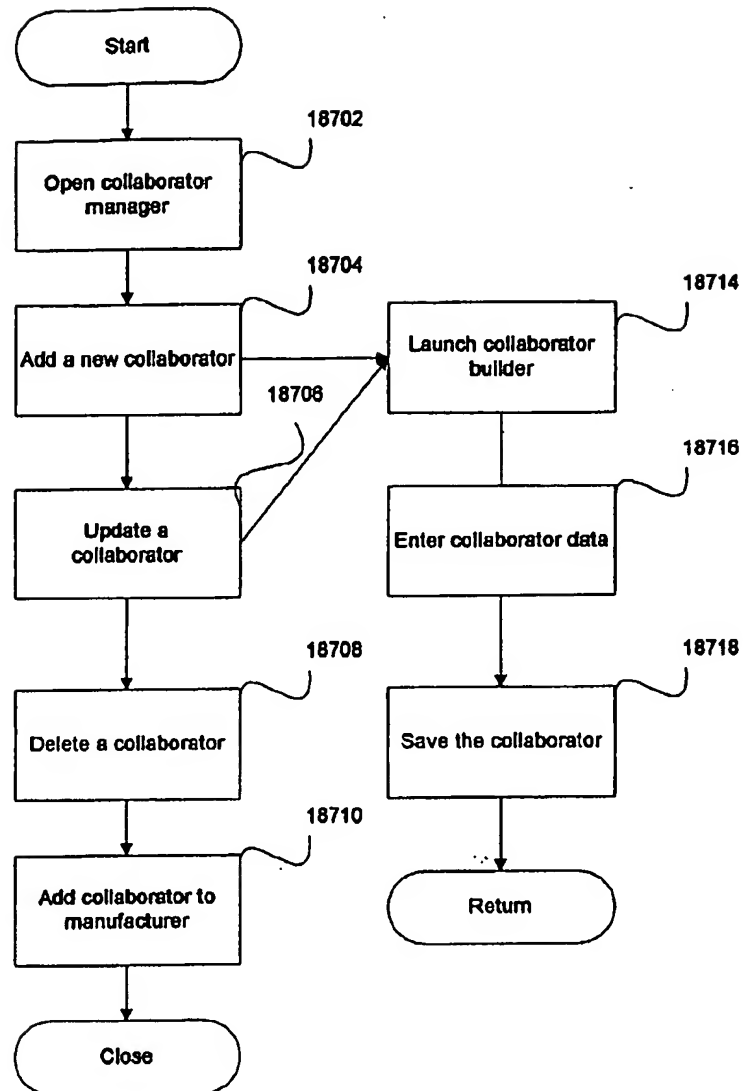 Start
18702
Open collaborator
manager
18704
Add a new collaborator
18714
Launch collaborator
builder
18706
Update a
collaborator
18716
Enter collaborator data
18708
Delete a collaborator
18718
Save the collaborator
18710
Add collaborator to
manufacturer
Return
Close